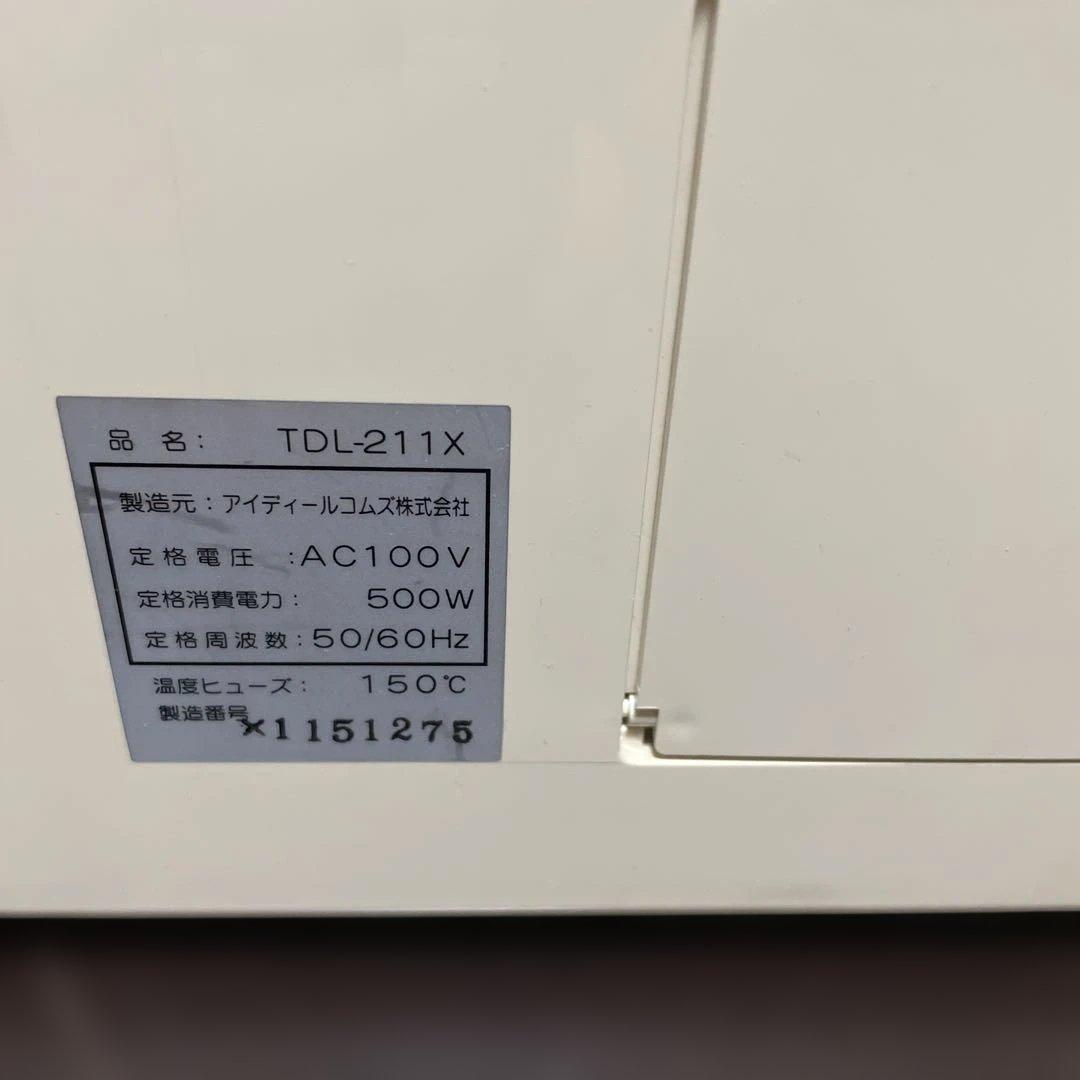 品 名: TDL-211X
製造元:アイディールコムズ株式会社
定格電圧 :AC100V
定格消費電力: 500W
定格周波数:50/60Hz
温度ヒューズ: 150℃
製造番号 X1151275